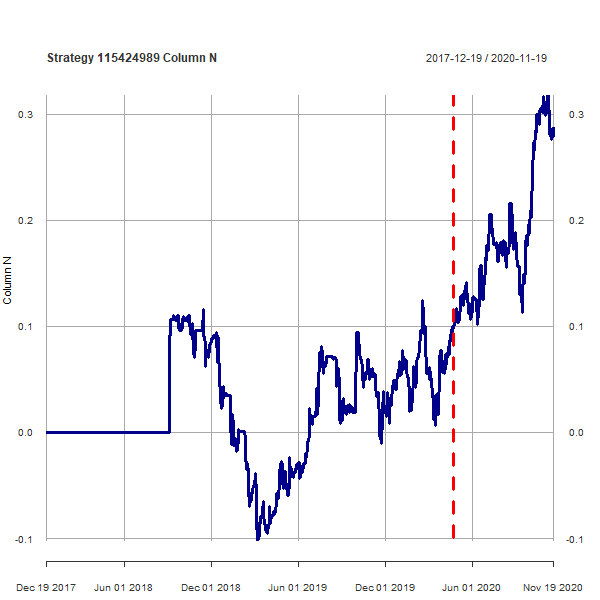 Strategy 115424989 Column N
2017-12-19 / 2020-11-19
0.3 0.3
0.2 0.2
Column N
0.1 0.1
0.0 0.0
-0.1 -0.1
Dec 19 2017 Jun 01 2018 Dec 01 2018 Jun 01 2019 Dec 01 2019 Jun 01 2020 Nov 19 2020